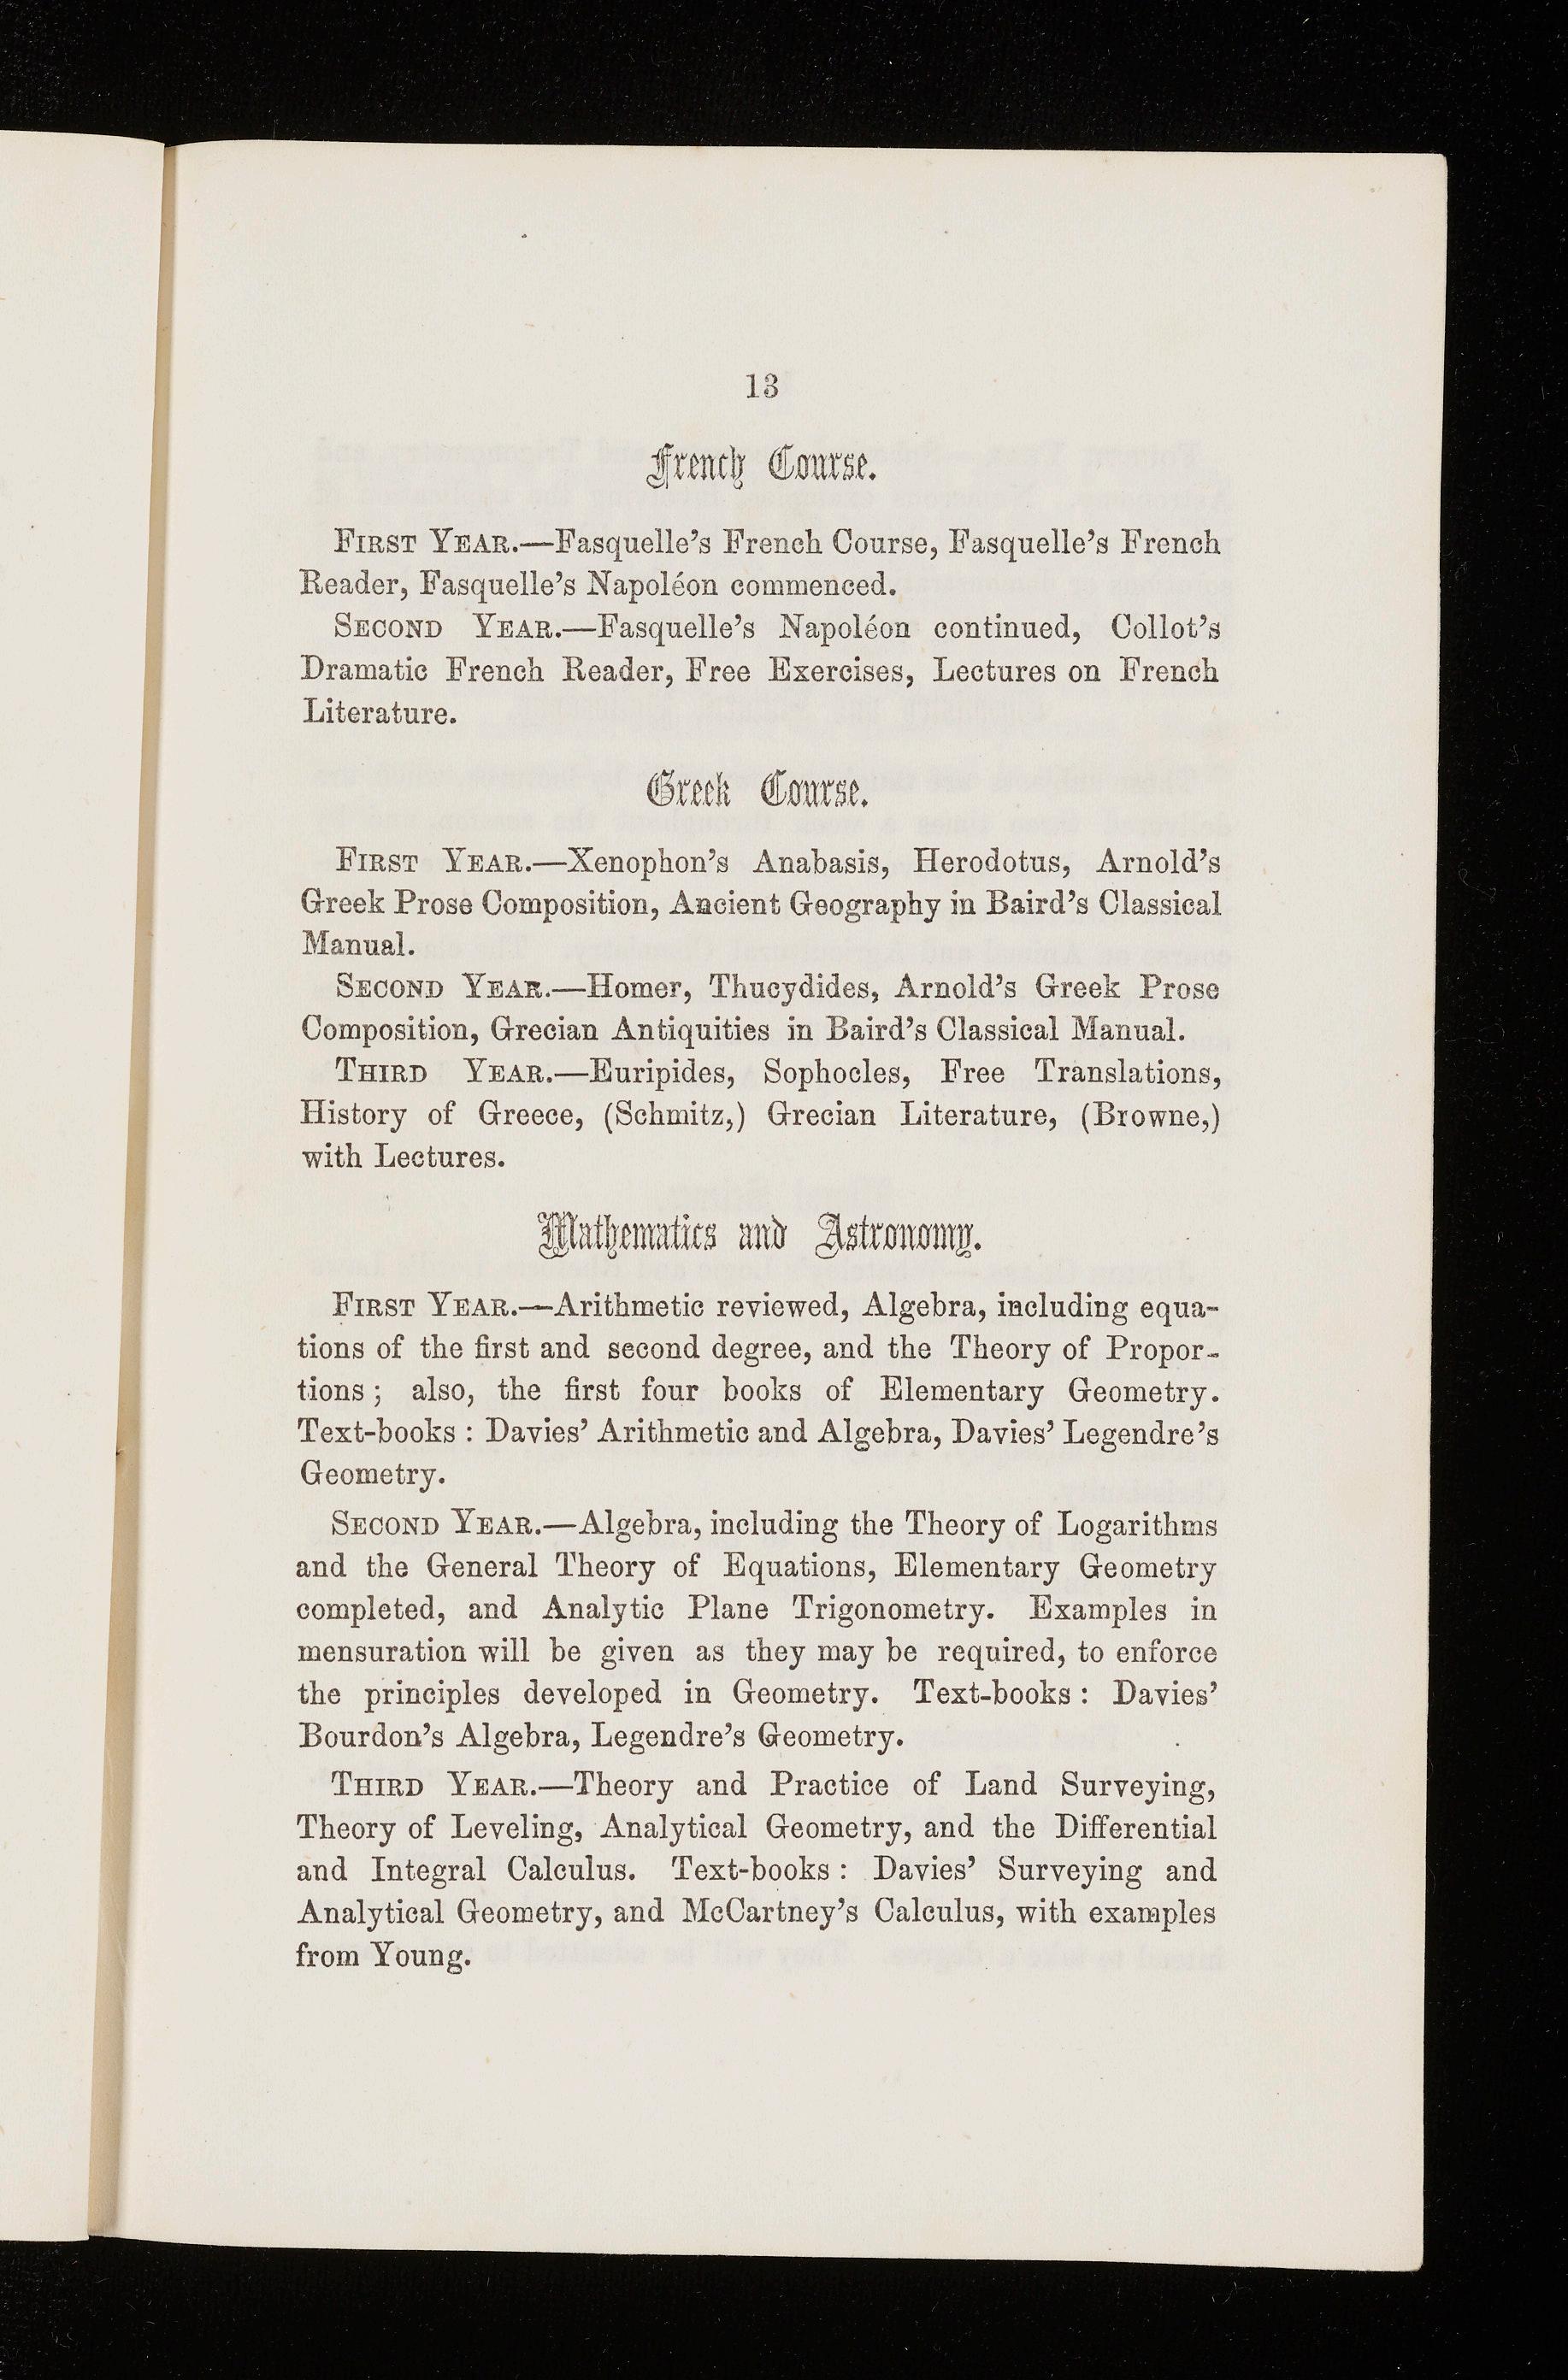 13
French Course.
FIRST YEAR.—Fasquelle's French Course, Fasquelle's French
Reader, Fasquelle's Napoléon commenced.
SECOND YEAR.—Fasquelle's Napoléon continued, Collot's
Dramatic French Reader, Free Exercises, Lectures on French
Literature.
Greek Course.
FIRST YEAR.—Xenophon's Anabasis, Herodotus, Arnold's
Greek Prose Composition, Ancient Geography in Baird's Classical
Manual.
SECOND YEAR.—Homer, Thucydides, Arnold's Greek Prose
Composition, Grecian Antiquities in Baird's Classical Manual.
THIRD YEAR.—Euripides, Sophocles, Free Translations,
History of Greece, (Schmitz,) Grecian Literature, (Browne,)
with Lectures.
Mathematics and Astronomy.
FIRST YEAR.—Arithmetic reviewed, Algebra, including equa-
tions of the first and second degree, and the Theory of Propor-
tions; also, the first four books of Elementary Geometry.
Text-books: Davies' Arithmetic and Algebra, Davies' Legendre's
Geometry.
SECOND YEAR.—Algebra, including the Theory of Logarithms
and the General Theory of Equations, Elementary Geometry
completed, and Analytic Plane Trigonometry. Examples in
mensuration will be given as they may be required, to enforce
the principles developed in Geometry. Text-books: Davies'
Bourdon's Algebra, Legendre's Geometry.
THIRD YEAR.—Theory and Practice of Land Surveying,
Theory of Leveling, Analytical Geometry, and the Differential
and Integral Calculus. Text-books: Davies' Surveying and
Analytical Geometry, and McCartney's Calculus, with examples
from Young.